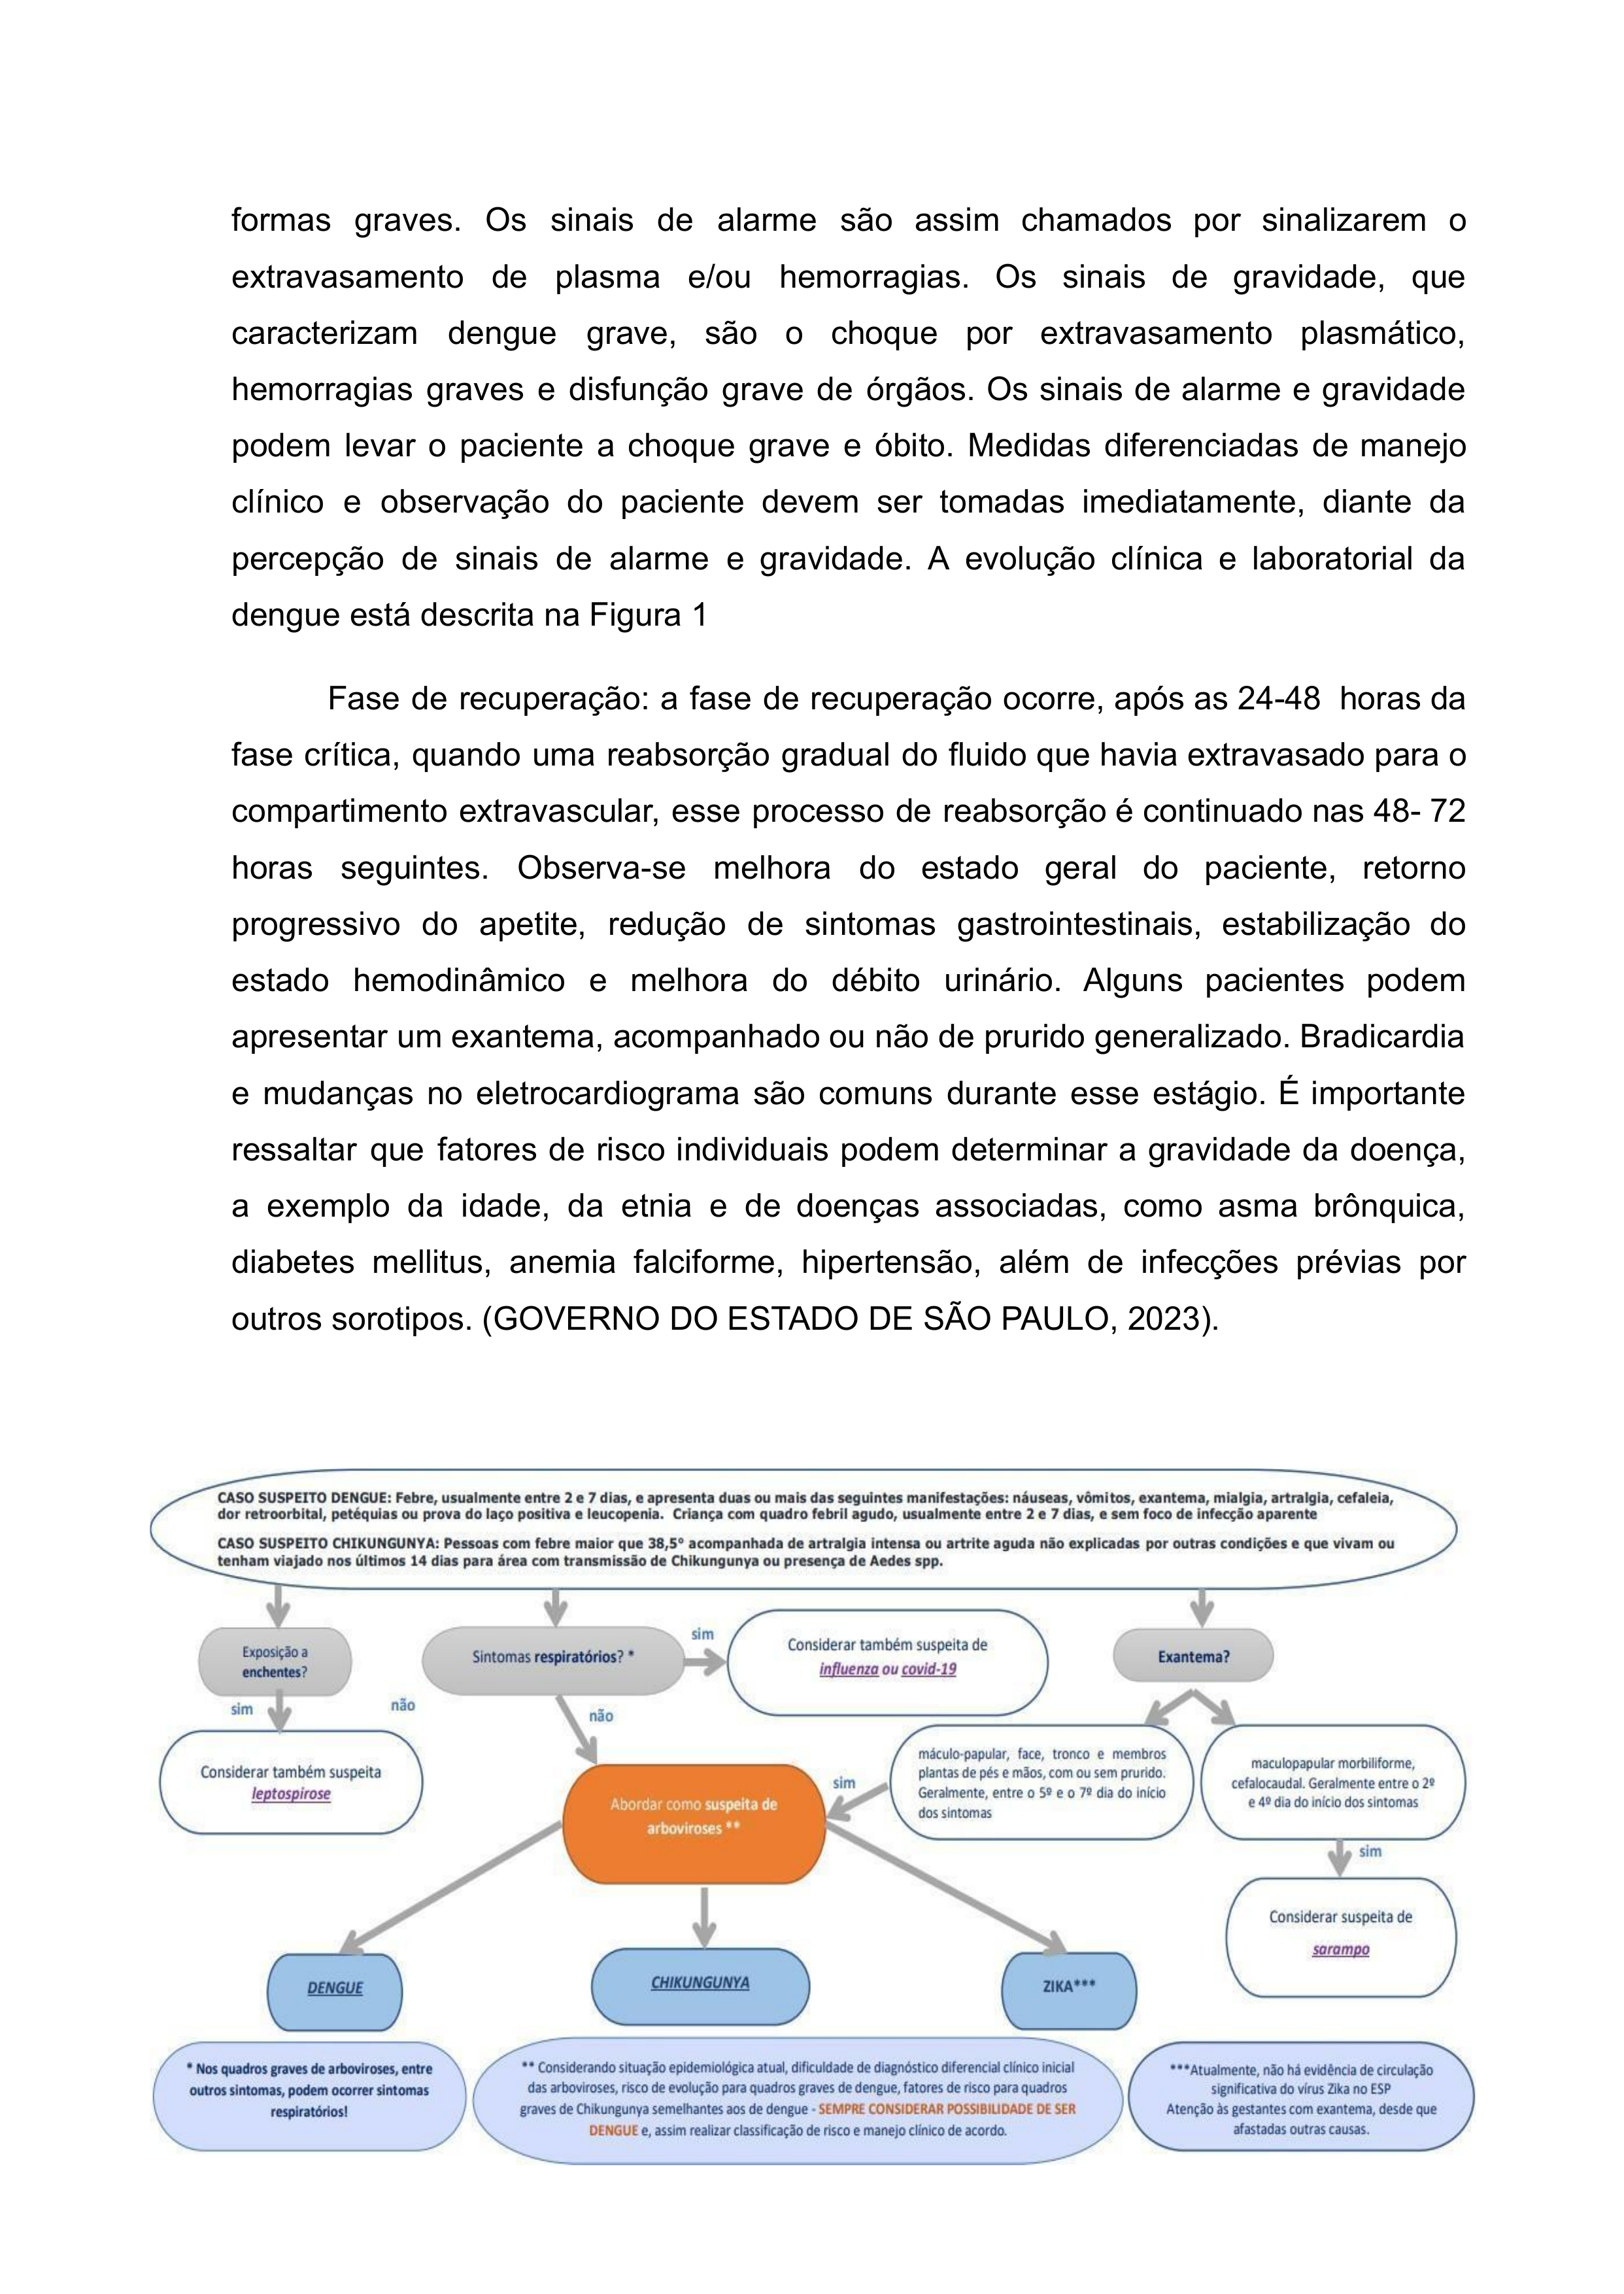 formas graves. Os sinais de alarme são assim chamados por sinalizarem o
extravasamento de plasma e/ou hemorragias. Os sinais de gravidade, que
caracterizam dengue grave, são o choque por extravasamento plasmático,
hemorragias graves e disfunção grave de órgãos. Os sinais de alarme e gravidade
podem levar o paciente a choque grave e óbito. Medidas diferenciadas de manejo
clínico e observação do paciente devem ser tomadas imediatamente, diante da
percepção de sinais de alarme e gravidade. A evolução clínica e laboratorial da
dengue está descrita na Figura 1
Fase de recuperação: a fase de recuperação ocorre, após as 24-48 horas da
fase crítica, quando uma reabsorção gradual do fluido que havia extravasado para o
compartimento extravascular, esse processo de reabsorção é continuado nas 48- 72
horas seguintes. Observa-se melhora do estado geral do paciente, retorno
progressivo do apetite, redução de sintomas gastrointestinais, estabilização do
estado hemodinâmico e melhora do débito urinário. Alguns pacientes podem
apresentar um exantema, acompanhado ou não de prurido generalizado. Bradicardia
e mudanças no eletrocardiograma são comuns durante esse estágio. É importante
ressaltar que fatores de risco individuais podem determinar a gravidade da doença,
a exemplo da idade, da etnia e de doenças associadas, como asma brônquica,
diabetes mellitus, anemia falciforme, hipertensão, além de infecções prévias por
outros sorotipos. (GOVERNO DO ESTADO DE SÃO PAULO, 2023).
CASO SUSPEITO DENGUE: Febre, usualmente entre 2 e 7 dias, e apresenta duas ou mais das seguintes manifestações: náuseas, vômitos, exantema, mialgia, artralgia, cefaleia,
dor retroorbital, petéquias ou prova do laço positiva e leucopenia. Criança com quadro febril agudo, usualmente entre 2 e 7 dias, e sem foco de infecção aparente
CASO SUSPEITO CHIKUNGUNYA: Pessoas com febre maior que 38,5° acompanhada de artralgia intensa ou artrite aguda não explicadas por outras condições e que vivam ou
tenham viajado nos últimos 14 dias para área com transmissão de Chikungunya ou presença de Aedes spp.
Exposição a
enchentes?
sim
não
Considerar também suspeita
leptospirose
Sintomas respiratórios? *
sim
não
Considerar também suspeita de
influenza ou covid-19
Exantema?
máculo-papular, face, tronco e membros
plantas de pés e mãos, com ou sem prurido.
Geralmente, entre o 5º e o 7º dia do início
dos sintomas
sim
maculopapular morbiliforme,
cefalocaudal. Geralmente entre o 2º
e 4º dia do início dos sintomas
sim
Considerar suspeita de
sarampo
Abordar como suspeita de
arboviroses **
DENGUE
CHIKUNGUNYA
ZIKA***
* Nos quadros graves de arboviroses, entre
outros sintomas, podem ocorrer sintomas
respiratórios!
** Considerando situação epidemiológica atual, dificuldade de diagnóstico diferencial clínico inicial
das arboviroses, risco de evolução para quadros graves de dengue, fatores de risco para quadros
graves de Chikungunya semelhantes aos de dengue - SEMPRE CONSIDERAR POSSIBILIDADE DE SER
DENGUE e, assim realizar classificação de risco e manejo clínico de acordo.
***Atualmente, não há evidência de circulação
significativa do vírus Zika no ESP
Atenção às gestantes com exantema, desde que
afastadas outras causas.